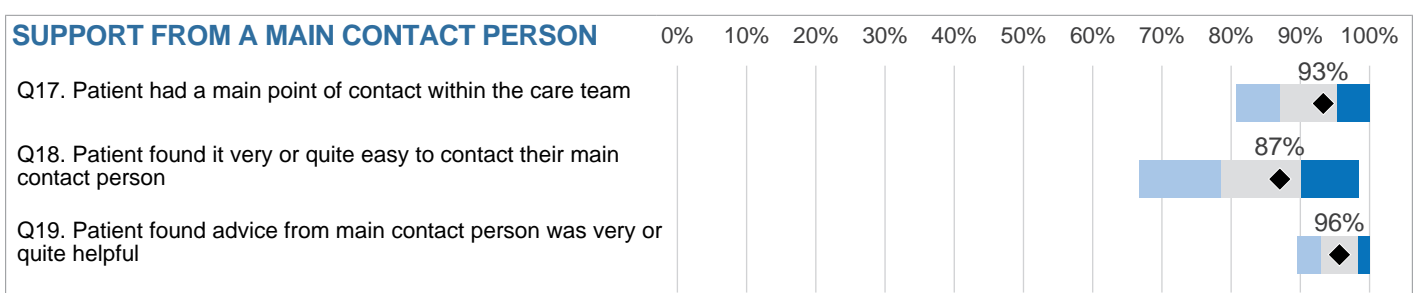 SUPPORT FROM A MAIN CONTACT PERSON 0% 10% 20% 30% 40% 50% 60% 70% 80% 90% 100%
93%
Q17. Patient had a main point of contact within the care team
87%
Q18. Patient found it very or quite easy to contact their main
contact person
96%
Q19. Patient found advice from main contact person was very or
quite helpful